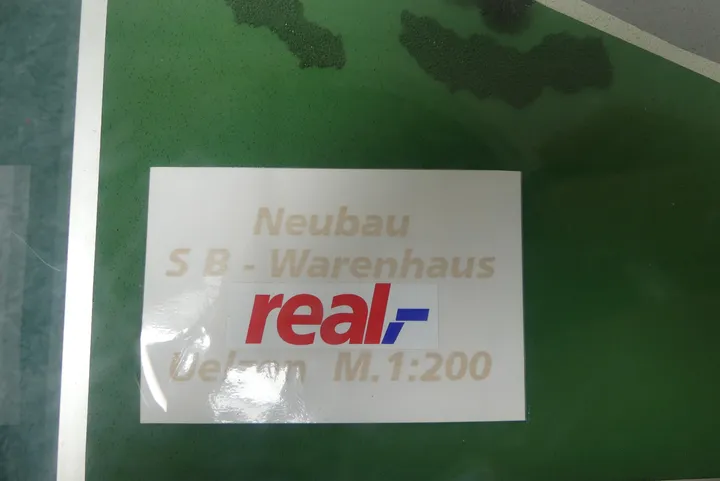 Neubau
S B - Warenhaus
real,-
Uelzen M.1:200